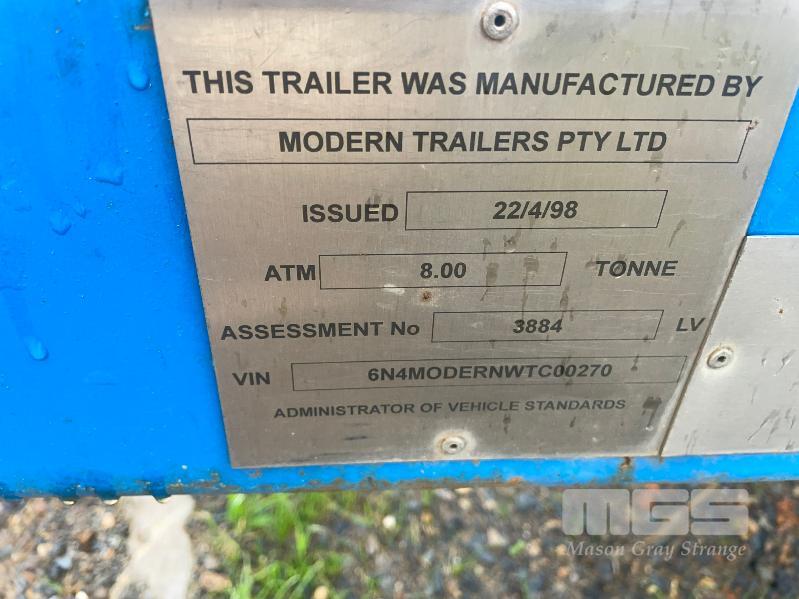 THIS TRAILER WAS MANUFACTURED BY
MODERN TRAILERS PTY LTD
ISSUED 22/4/98
ATM 8.00 TONNE
ASSESSMENT No 3884 LV
VIN 6N4MODERNWTC00270
ADMINISTRATOR OF VEHICLE STANDARDS
MGS
Mason Gray Strange